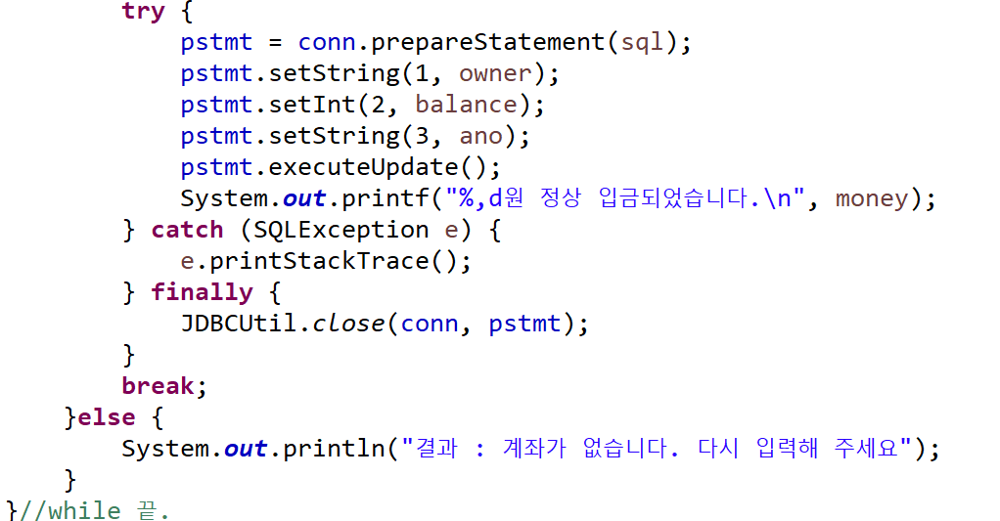 try {
pstmt = conn.prepareStatement(sql);
pstmt.setString(1, owner);
pstmt.setInt(2, balance);
pstmt.setString(3, ano);
pstmt.executeUpdate();
System.out.printf("%,d원 정상 입금되었습니다.\n", money);
} catch (SQLException e) {
e.printStackTrace();
} finally {
JDBCUtil.close(conn, pstmt);
}
break;
}else {
System.out.println("결과 : 계좌가 없습니다. 다시 입력해 주세요");
}
}//while 끝.